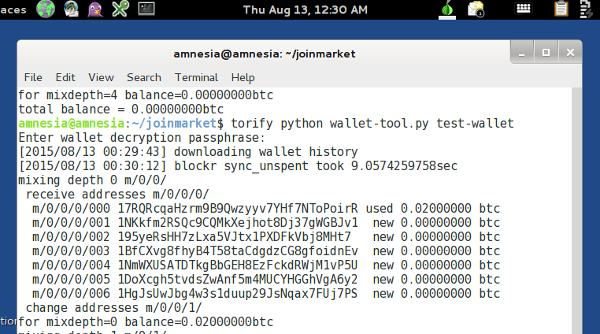 aces Thu Aug 13, 12:30 AM
amnesia@amnesia: ~/joinmarket
File Edit View Search Terminal Help
for mixdepth=4 balance=0.00000000btc
total balance = 0.00000000btc
amnesia@amnesia:~/joinmarket$ torify python wallet-tool.py test-wallet
Enter wallet decryption passphrase:
[2015/08/13 00:29:43] downloading wallet history
[2015/08/13 00:30:12] blockr sync_unspent took 9.0574259758sec
mixing depth 0 m/0/0/
receive addresses m/0/0/0/
m/0/0/0/000 17RQRcqaHzrm9B9Qwzyyv7YHf7NToPoirR used 0.02000000 btc
m/0/0/0/001 1NKkfm2RSQc9CQMkXejhot8Dj37gWGBJv1 new 0.00000000 btc
m/0/0/0/002 195yeRsHH7zLxa5VJtx1PXDFkVbj8MHt7 new 0.00000000 btc
m/0/0/0/003 1BfCXvg8fhyB4T58taCdgdzCG8gfoidnEv new 0.00000000 btc
m/0/0/0/004 1NmWXUSATDTkgBbGEH8EzFckdRWjM1vP5U new 0.00000000 btc
m/0/0/0/005 1DoXcgh5tvdsZwAnf5m4MUCYHGGhVgA6y2 new 0.00000000 btc
m/0/0/0/006 1HgJsUwJbg4w3s1duup29JsNqax7FUj7PS new 0.00000000 btc
change addresses m/0/0/1/
for mixdepth=0 balance=0.02000000btc
mixing depth 1 m/0/1/